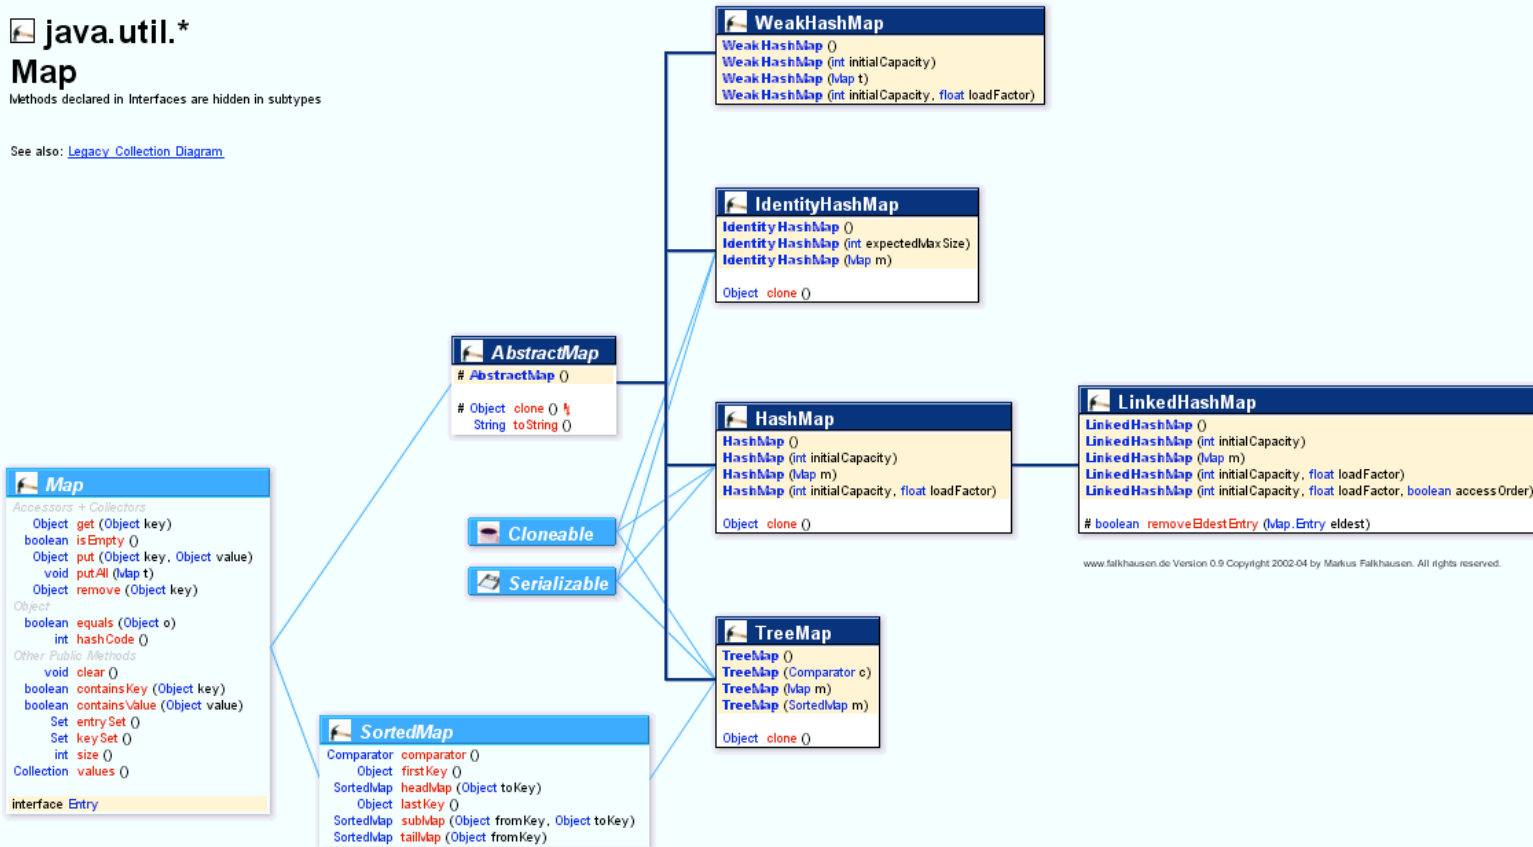 java.util.*
Map
Methods declared in Interfaces are hidden in subtypes
See also: Legacy Collection Diagram
WeakHashMap
WeakHashMap ()
WeakHashMap (int initialCapacity)
WeakHashMap (Map t)
WeakHashMap (int initialCapacity, float loadFactor)
IdentityHashMap
IdentityHashMap ()
IdentityHashMap (int expectedMaxSize)
IdentityHashMap (Map m)
Object clone ()
AbstractMap
# AbstractMap ()
# Object clone ()
String toString ()
HashMap
HashMap ()
HashMap (int initialCapacity)
HashMap (Map m)
HashMap (int initialCapacity, float loadFactor)
Object clone ()
LinkedHashMap
LinkedHashMap ()
LinkedHashMap (int initialCapacity)
LinkedHashMap (Map m)
LinkedHashMap (int initialCapacity, float loadFactor)
LinkedHashMap (int initialCapacity, float loadFactor, boolean accessOrder)
# boolean removeEldestEntry (Map.Entry eldest)
www.falkhausen.de Version 0.9 Copyright 2002-04 by Markus Falkhausen. All rights reserved.
Map
Accessors + Collectors
Object get (Object key)
boolean isEmpty ()
Object put (Object key, Object value)
void putAll (Map t)
Object remove (Object key)
Object
boolean equals (Object o)
int hashCode ()
Other Public Methods
void clear ()
boolean containsKey (Object key)
boolean containsValue (Object value)
Set entrySet ()
Set keySet ()
int size ()
Collection values ()
interface Entry
Cloneable
Serializable
TreeMap
TreeMap ()
TreeMap (Comparator c)
TreeMap (Map m)
TreeMap (SortedMap m)
Object clone ()
SortedMap
Comparator comparator ()
Object firstKey ()
SortedMap headMap (Object toKey)
Object lastKey ()
SortedMap subMap (Object fromKey, Object toKey)
SortedMap tailMap (Object fromKey)